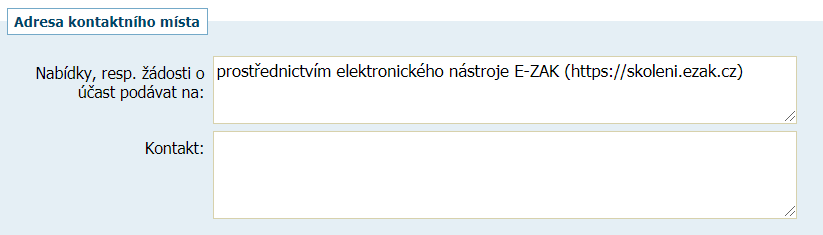 Adresa kontaktního místa
Nabídky, resp. žádosti o
účast podávat na:
prostřednictvím elektronického nástroje E-ZAK (https://skoleni.ezak.cz)
Kontakt: